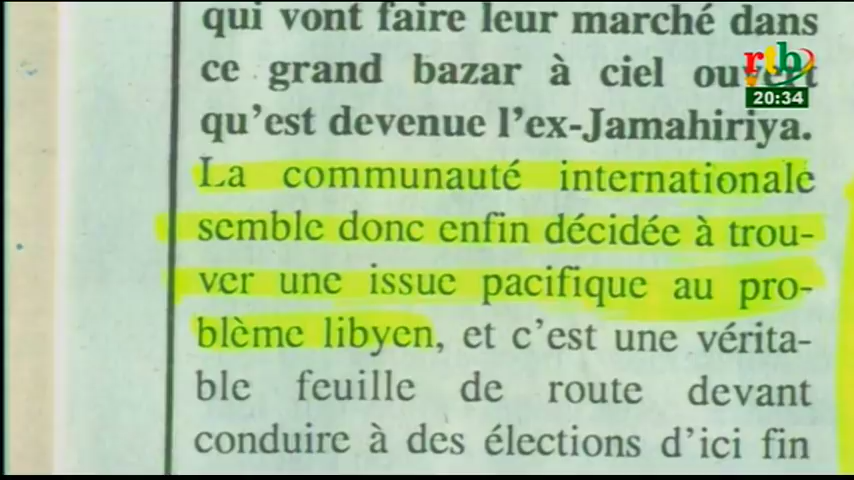 qui vont faire leur marché dans
ce grand bazar à ciel ouvert
qu'est devenue l'ex-Jamahiriya.
La communauté internationale
semble donc enfin décidée à trou-
ver une issue pacifique au pro-
blème libyen, et c'est une vérita-
ble feuille de route devant
conduire à des élections d'ici fin
rtb
20:34